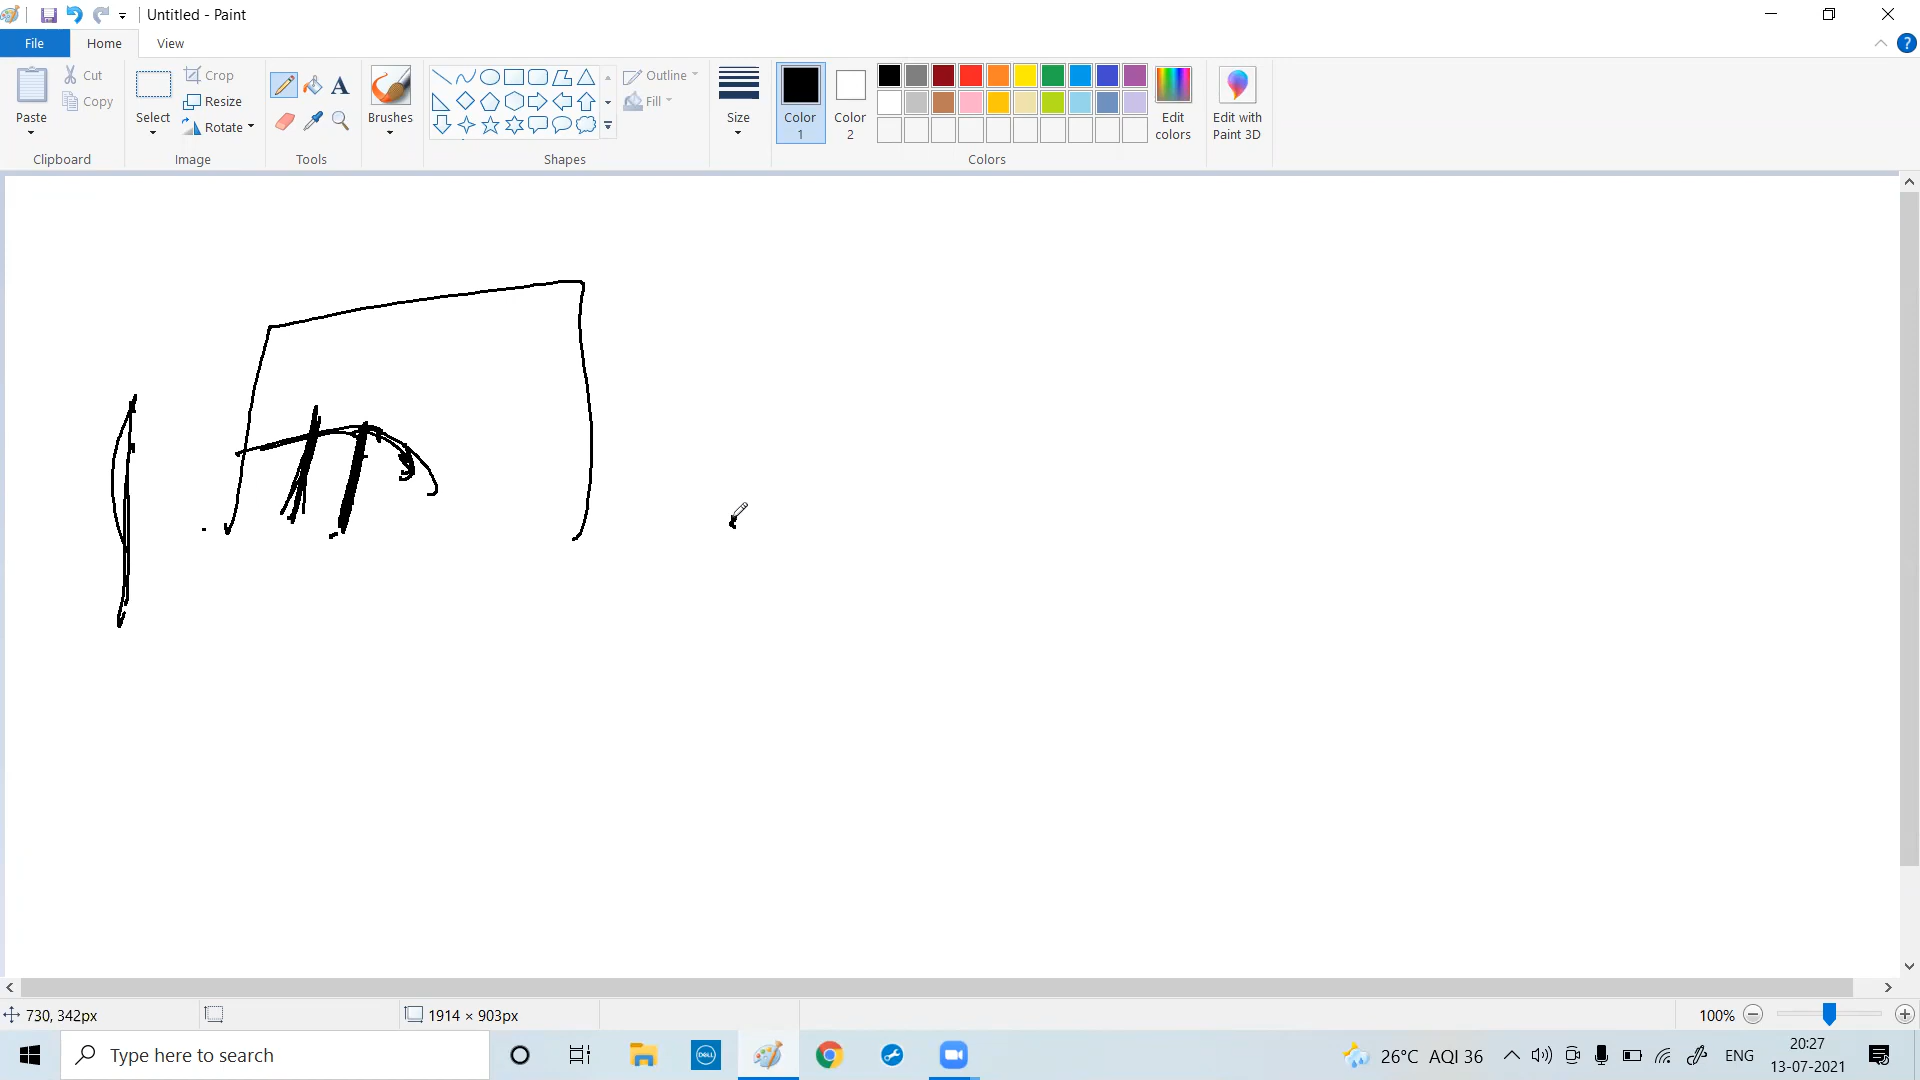 Untitled - Paint
File Home View
Paste
Cut
Copy
Clipboard
Select
Crop
Resize
Rotate
Image
A
Tools
Brushes
Outline
Fill
Shapes
Size
Color 1
Color 2
Edit colors
Colors
Edit with Paint 3D
?
730, 342px
1914 × 903px
100%
Type here to search
DELL
26°C AQI 36
ENG
20:27
13-07-2021